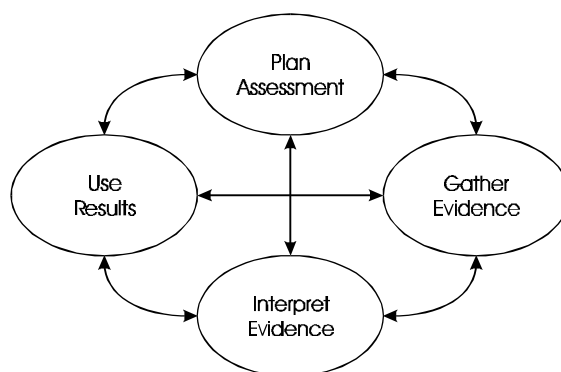 Plan
Assessment
Use
Results
Gather
Evidence
Interpret
Evidence